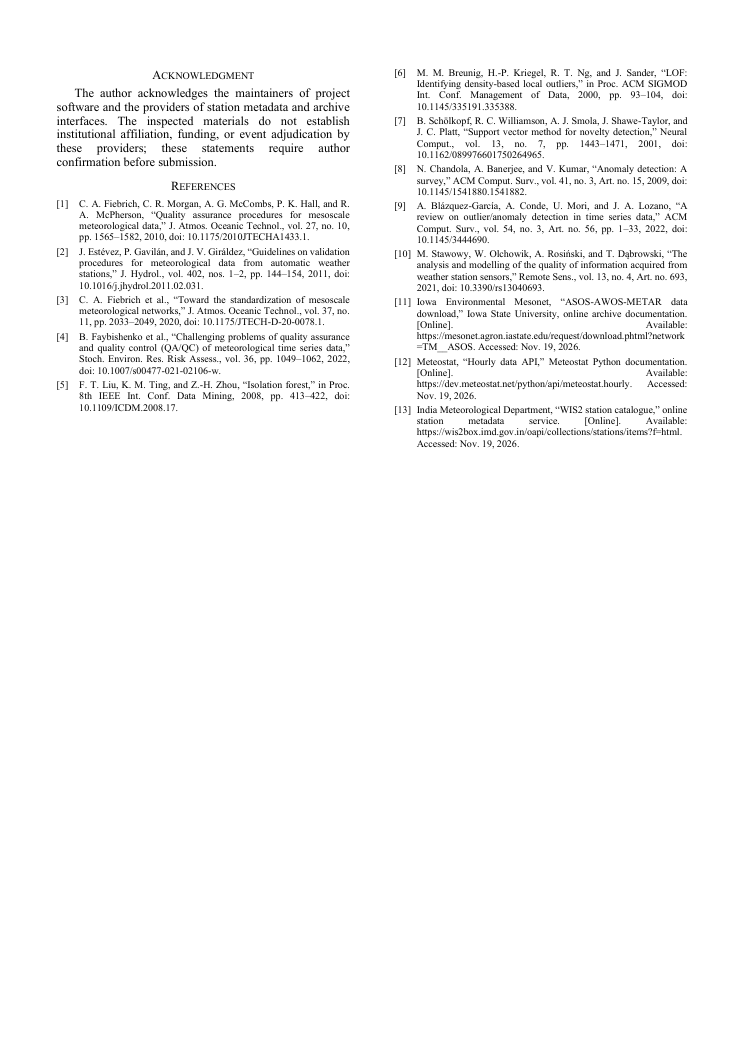 ACKNOWLEDGMENT
The author acknowledges the maintainers of project
software and the providers of station metadata and archive
interfaces. The inspected materials do not establish
institutional affiliation, funding, or event adjudication by
these providers; these statements require author
confirmation before submission.
REFERENCES
[1] C. A. Fiebrich, C. R. Morgan, A. G. McCombs, P. K. Hall, and R.
A. McPherson, “Quality assurance procedures for mesoscale
meteorological data,” J. Atmos. Oceanic Technol., vol. 27, no. 10,
pp. 1565–1582, 2010, doi: 10.1175/2010JTECHA1433.1.
[2] J. Estévez, P. Gavilán, and J. V. Giráldez, “Guidelines on validation
procedures for meteorological data from automatic weather
stations,” J. Hydrol., vol. 402, nos. 1–2, pp. 144–154, 2011, doi:
10.1016/j.jhydrol.2011.02.031.
[3] C. A. Fiebrich et al., “Toward the standardization of mesoscale
meteorological networks,” J. Atmos. Oceanic Technol., vol. 37, no.
11, pp. 2033–2049, 2020, doi: 10.1175/JTECH-D-20-0078.1.
[4] B. Faybishenko et al., “Challenging problems of quality assurance
and quality control (QA/QC) of meteorological time series data,”
Stoch. Environ. Res. Risk Assess., vol. 36, pp. 1049–1062, 2022,
doi: 10.1007/s00477-021-02106-w.
[5] F. T. Liu, K. M. Ting, and Z.-H. Zhou, “Isolation forest,” in Proc.
8th IEEE Int. Conf. Data Mining, 2008, pp. 413–422, doi:
10.1109/ICDM.2008.17.
[6] M. M. Breunig, H.-P. Kriegel, R. T. Ng, and J. Sander, “LOF:
Identifying density-based local outliers,” in Proc. ACM SIGMOD
Int. Conf. Management of Data, 2000, pp. 93–104, doi:
10.1145/335191.335388.
[7] B. Schölkopf, R. C. Williamson, A. J. Smola, J. Shawe-Taylor, and
J. C. Platt, “Support vector method for novelty detection,” Neural
Comput., vol. 13, no. 7, pp. 1443–1471, 2001, doi:
10.1162/089976601750264965.
[8] N. Chandola, A. Banerjee, and V. Kumar, “Anomaly detection: A
survey,” ACM Comput. Surv., vol. 41, no. 3, Art. no. 15, 2009, doi:
10.1145/1541880.1541882.
[9] A. Blázquez-García, A. Conde, U. Mori, and J. A. Lozano, “A
review on outlier/anomaly detection in time series data,” ACM
Comput. Surv., vol. 54, no. 3, Art. no. 56, pp. 1–33, 2022, doi:
10.1145/3444690.
[10] M. Stawowy, W. Olchowik, A. Rosiński, and T. Dąbrowski, “The
analysis and modelling of the quality of information acquired from
weather station sensors,” Remote Sens., vol. 13, no. 4, Art. no. 693,
2021, doi: 10.3390/rs13040693.
[11] Iowa Environmental Mesonet, “ASOS-AWOS-METAR data
download,” Iowa State University, online archive documentation.
[Online]. Available:
https://mesonet.agron.iastate.edu/request/download.phtml?network
=TM__ASOS. Accessed: Nov. 19, 2026.
[12] Meteostat, “Hourly data API,” Meteostat Python documentation.
[Online]. Available:
https://dev.meteostat.net/python/api/meteostat.hourly. Accessed:
Nov. 19, 2026.
[13] India Meteorological Department, “WIS2 station catalogue,” online
station metadata service. [Online]. Available:
https://wis2box.imd.gov.in/oapi/collections/stations/items?f=html.
Accessed: Nov. 19, 2026.